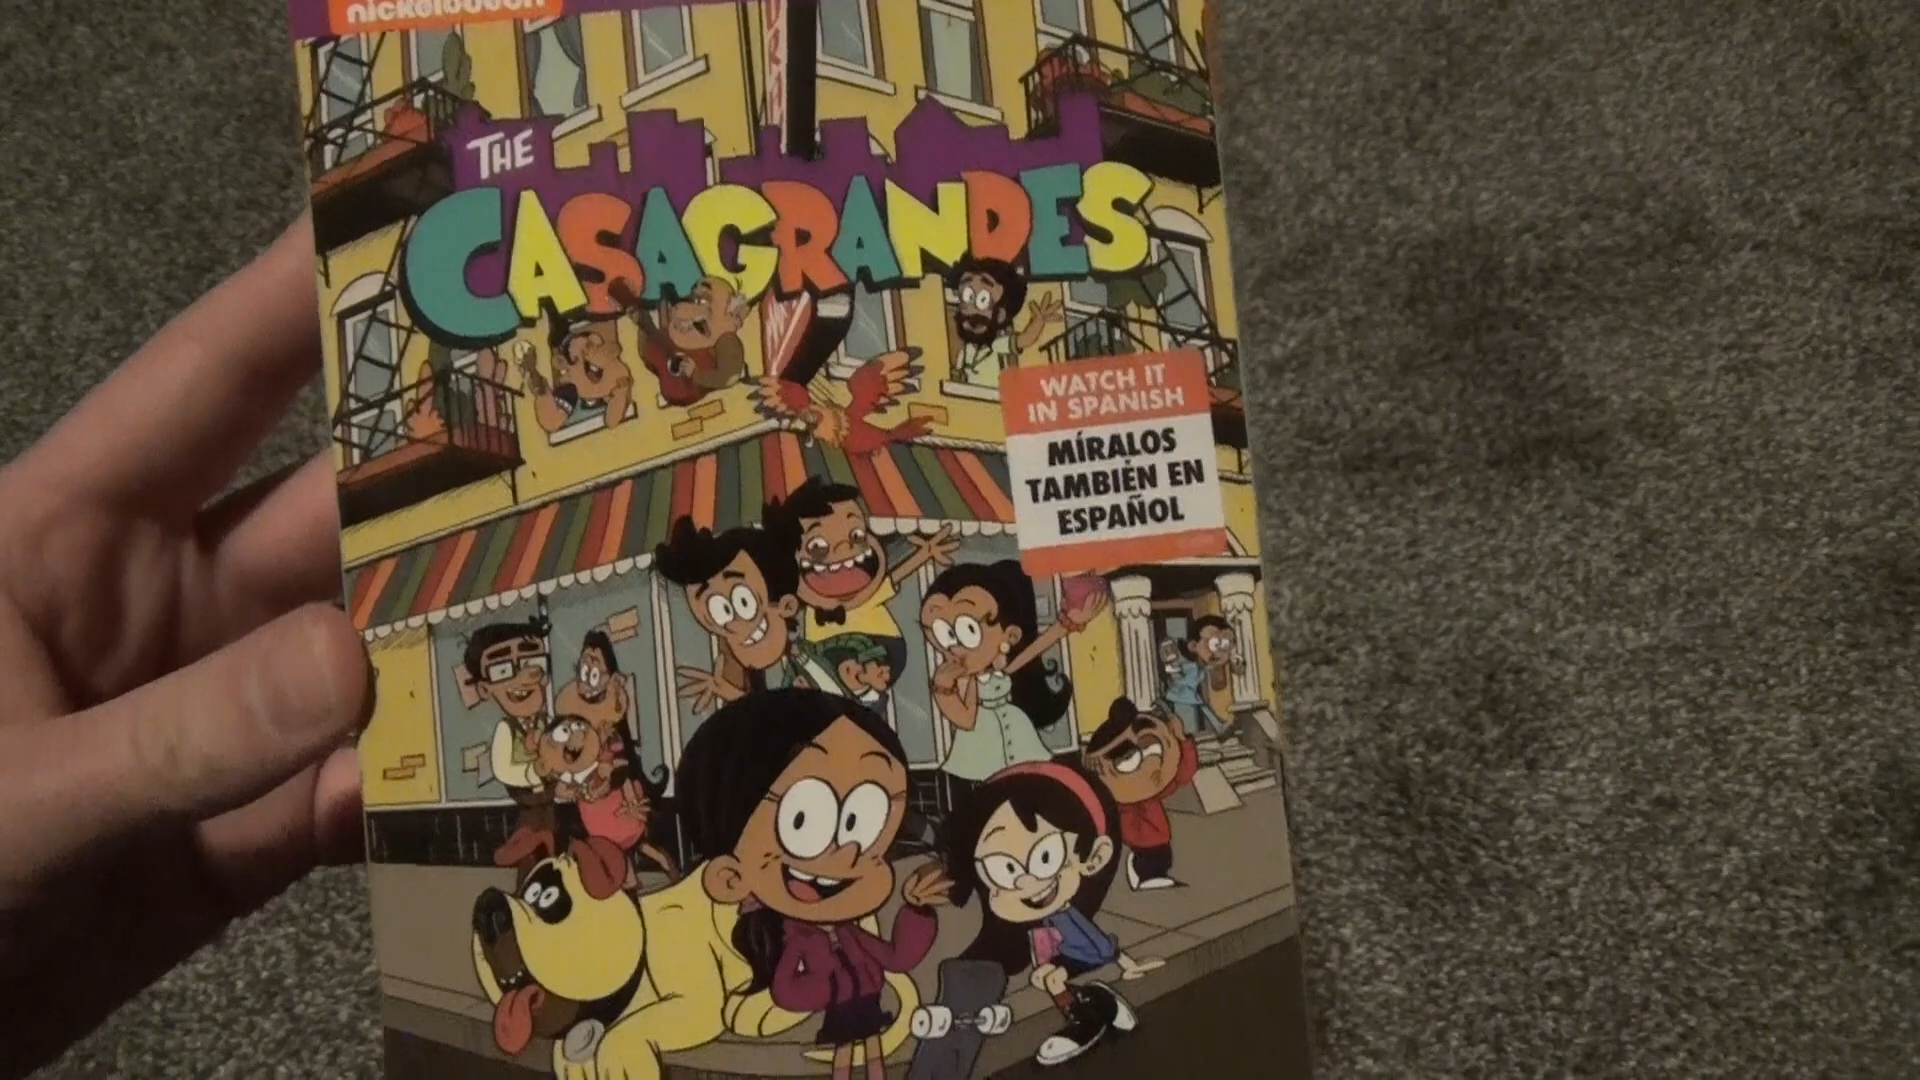 nickelodeon
THE
CASAGRANDES
WATCH IT
IN SPANISH
MÍRALOS
TAMBIÉN EN
ESPAÑOL